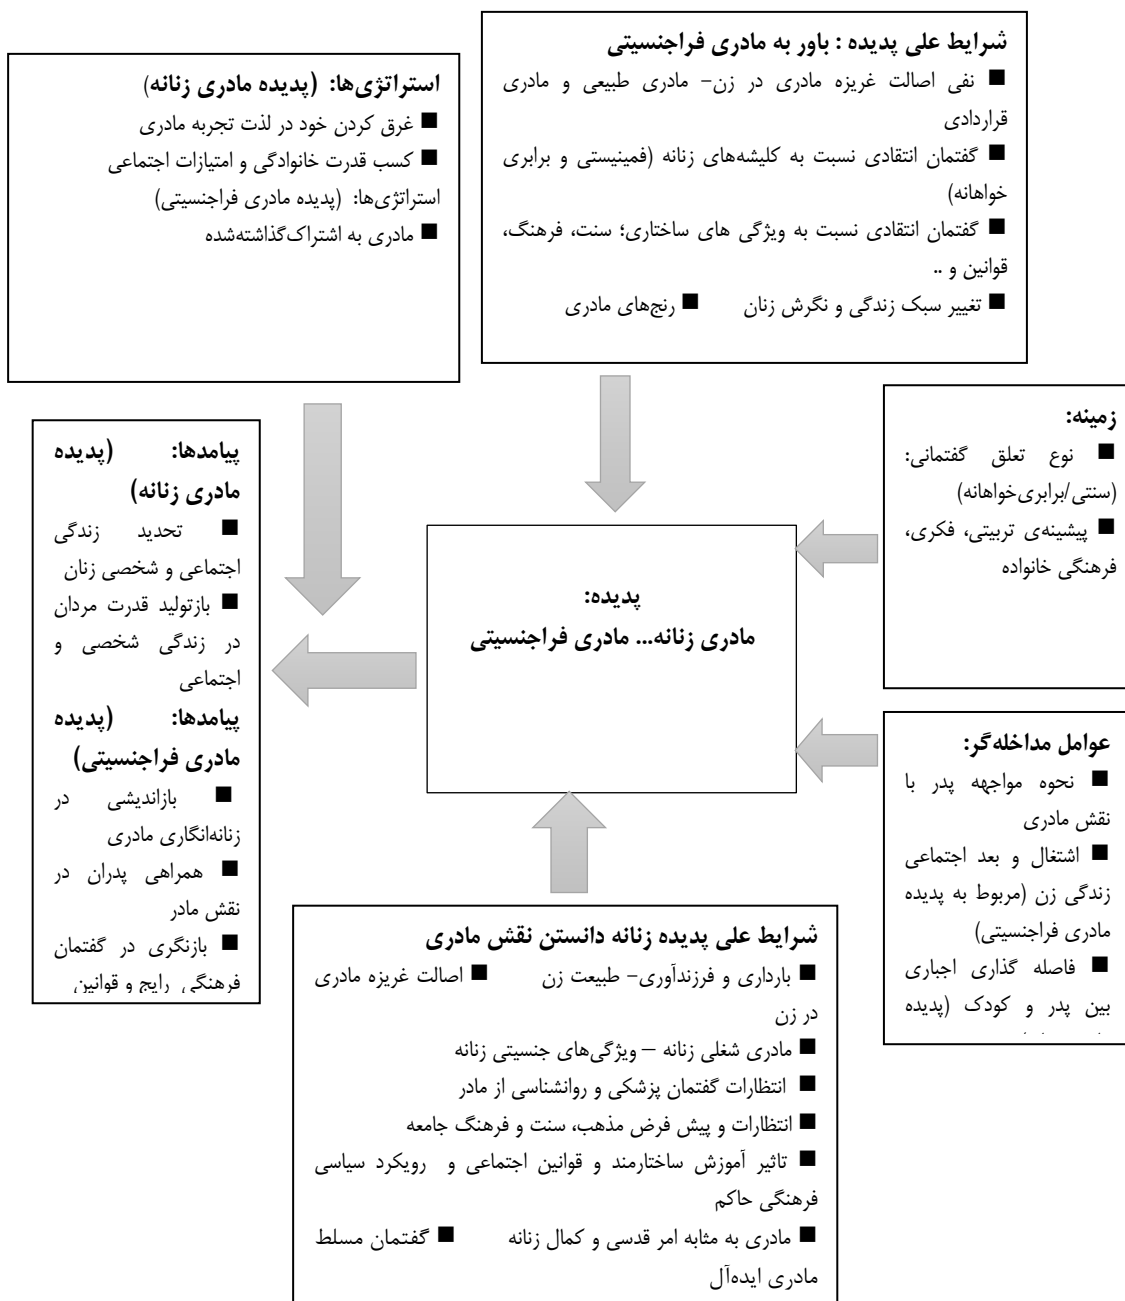 شرایط علی پدیده : باور به مادری فراجنسیتی
■ نفی اصالت غریزه مادری در زن– مادری طبیعی و مادری
قراردادی
■ گفتمان انتقادی نسبت به کلیشه‌های زنانه (فمینیستی و برابری
خواهانه)
■ گفتمان انتقادی نسبت به ویژگی های ساختاری؛ سنت، فرهنگ،
قوانین و ..
■ تغییر سبک زندگی و نگرش زنان ■ رنج‌های مادری
استراتژی‌ها: (پدیده مادری زنانه)
■ غرق کردن خود در لذت تجربه مادری
■ کسب قدرت خانوادگی و امتیازات اجتماعی
استراتژی‌ها: (پدیده مادری فراجنسیتی)
■ مادری به اشتراک‌گذاشته‌شده
زمینه:
■ نوع تعلق گفتمانی:
(سنتی/برابری‌خواهانه)
■ پیشینه‌ی تربیتی، فکری،
فرهنگی خانواده
پدیده:
مادری زنانه... مادری فراجنسیتی
پیامدها: (پدیده
مادری زنانه)
■ تحدید زندگی
اجتماعی و شخصی زنان
■ بازتولید قدرت مردان
در زندگی شخصی و
اجتماعی
پیامدها: (پدیده
مادری فراجنسیتی)
■ بازاندیشی در
زنانه‌انگاری مادری
■ همراهی پدران در
نقش مادر
■ بازنگری در گفتمان
فرهنگی رایج و قوانین
عوامل مداخله‌گر:
■ نحوه مواجهه پدر با
نقش مادری
■ اشتغال و بعد اجتماعی
زندگی زن (مربوط به پدیده
مادری فراجنسیتی)
■ فاصله گذاری اجباری
بین پدر و کودک (پدیده
شرایط علی پدیده زنانه دانستن نقش مادری
■ بارداری و فرزندآوری– طبیعت زن ■ اصالت غریزه مادری
در زن
■ مادری شغلی زنانه – ویژگی‌های جنسیتی زنانه
■ انتظارات گفتمان پزشکی و روانشناسی از مادر
■ انتظارات و پیش فرض مذهب، سنت و فرهنگ جامعه
■ تاثیر آموزش ساختارمند و قوانین اجتماعی و رویکرد سیاسی
فرهنگی حاکم
■ مادری به مثابه امر قدسی و کمال زنانه ■ گفتمان مسلط
مادری ایده‌آل